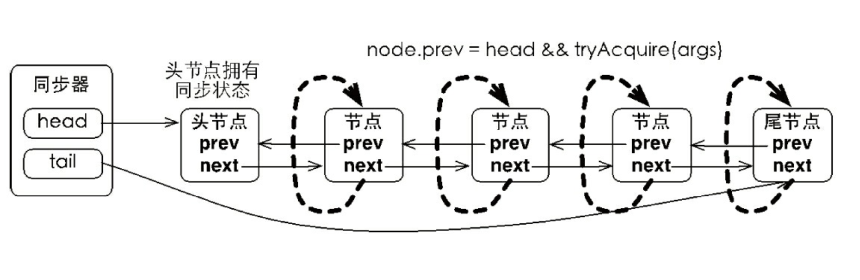 node.prev = head && tryAcquire(args)
同步器
head
tail
头节点拥有
同步状态
头节点
prev
next
节点
prev
next
节点
prev
next
节点
prev
next
尾节点
prev
next